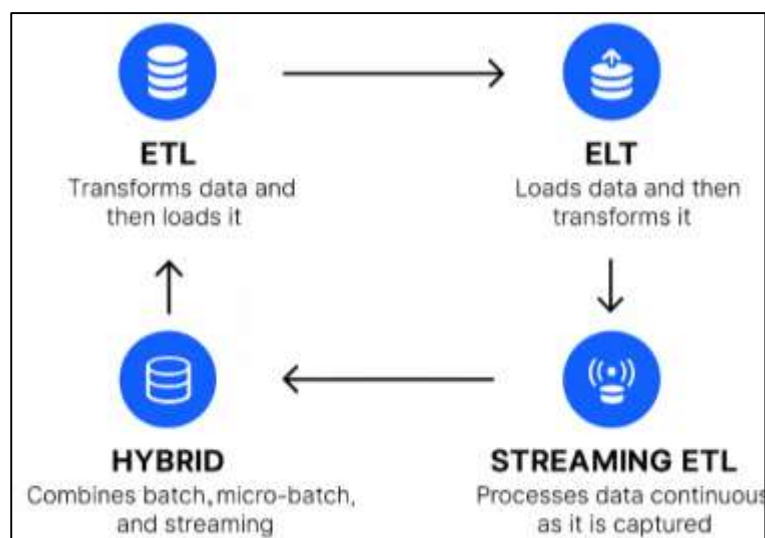 ETL
Transforms data and
then loads it
ELT
Loads data and then
transforms it
HYBRID
Combines batch, micro-batch,
and streaming
STREAMING ETL
Processes data continuous
as it is captured